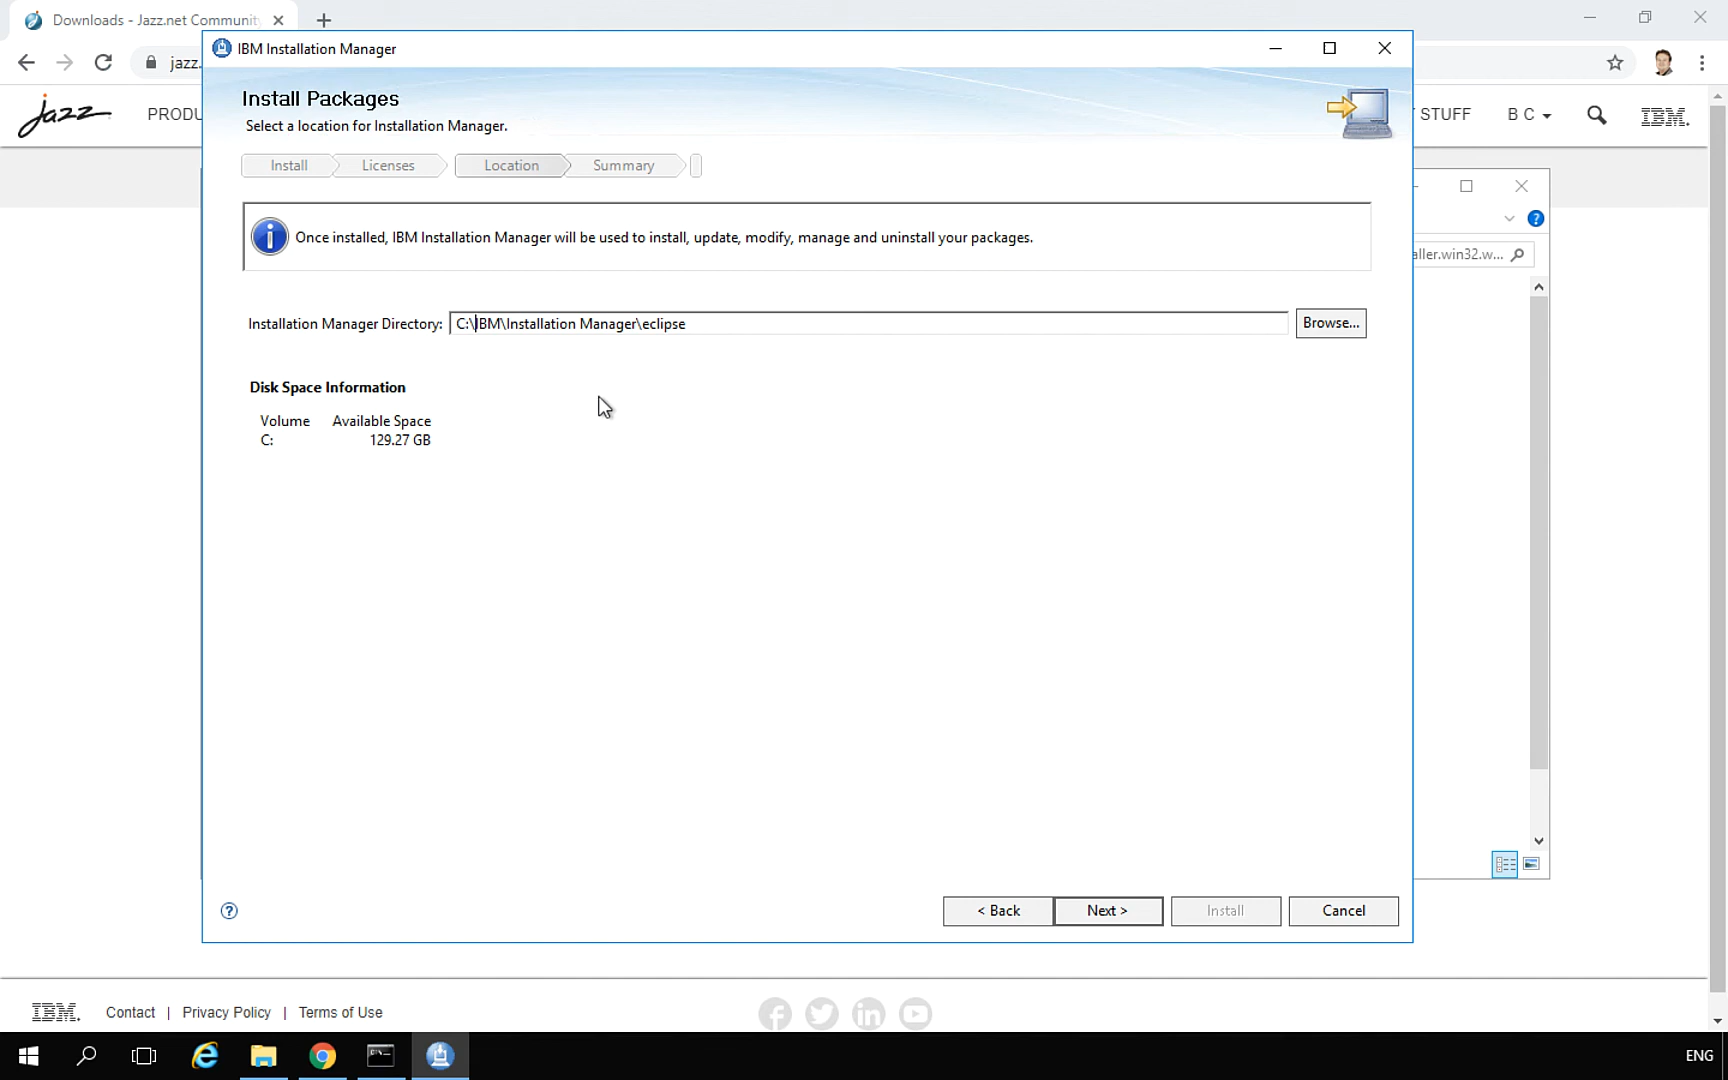 Downloads - Jazz.net Community
jazz.
jazz
PRODU
STUFF
B C
IBM.
IBM Installation Manager
Install Packages
Select a location for Installation Manager.
Install
Licenses
Location
Summary
Once installed, IBM Installation Manager will be used to install, update, modify, manage and uninstall your packages.
aller.win32.w...
Installation Manager Directory: C:\IBM\Installation Manager\eclipse
Browse...
Disk Space Information
Volume Available Space
C: 129.27 GB
< Back
Next >
Install
Cancel
IBM. Contact | Privacy Policy | Terms of Use
ENG